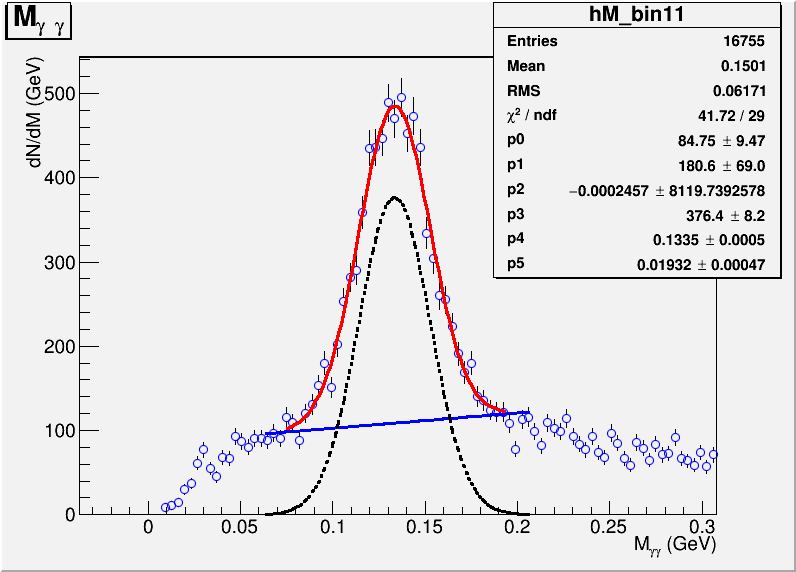 M γ γ
hM_bin11
Entries 16755
Mean 0.1501
RMS 0.06171
χ² / ndf 41.72 / 29
p0 84.75 ± 9.47
p1 180.6 ± 69.0
p2 −0.0002457 ± 8119.7392578
p3 376.4 ± 8.2
p4 0.1335 ± 0.0005
p5 0.01932 ± 0.00047
dN/dM (GeV)
500
400
300
200
100
0
0 0.05 0.1 0.15 0.2 0.25 0.3
M γγ (GeV)